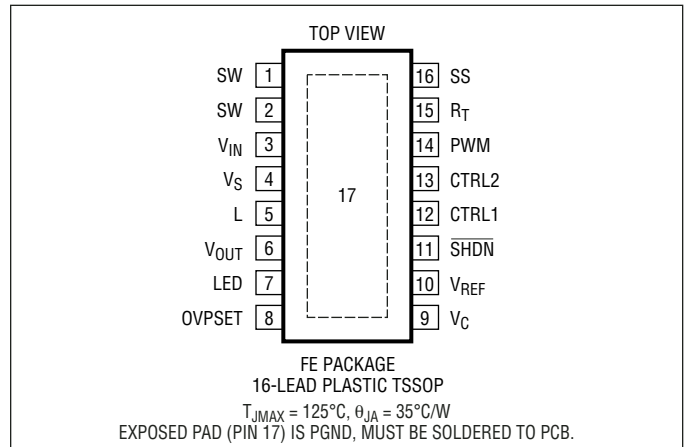 TOP VIEW
SW 1
SW 2
VIN 3
VS 4
L 5
VOUT 6
LED 7
OVPSET 8
17
16 SS
15 RT
14 PWM
13 CTRL2
12 CTRL1
11 S̅H̅D̅N̅
10 VREF
9 VC
FE PACKAGE
16-LEAD PLASTIC TSSOP
TJMAX = 125°C, θJA = 35°C/W
EXPOSED PAD (PIN 17) IS PGND, MUST BE SOLDERED TO PCB.